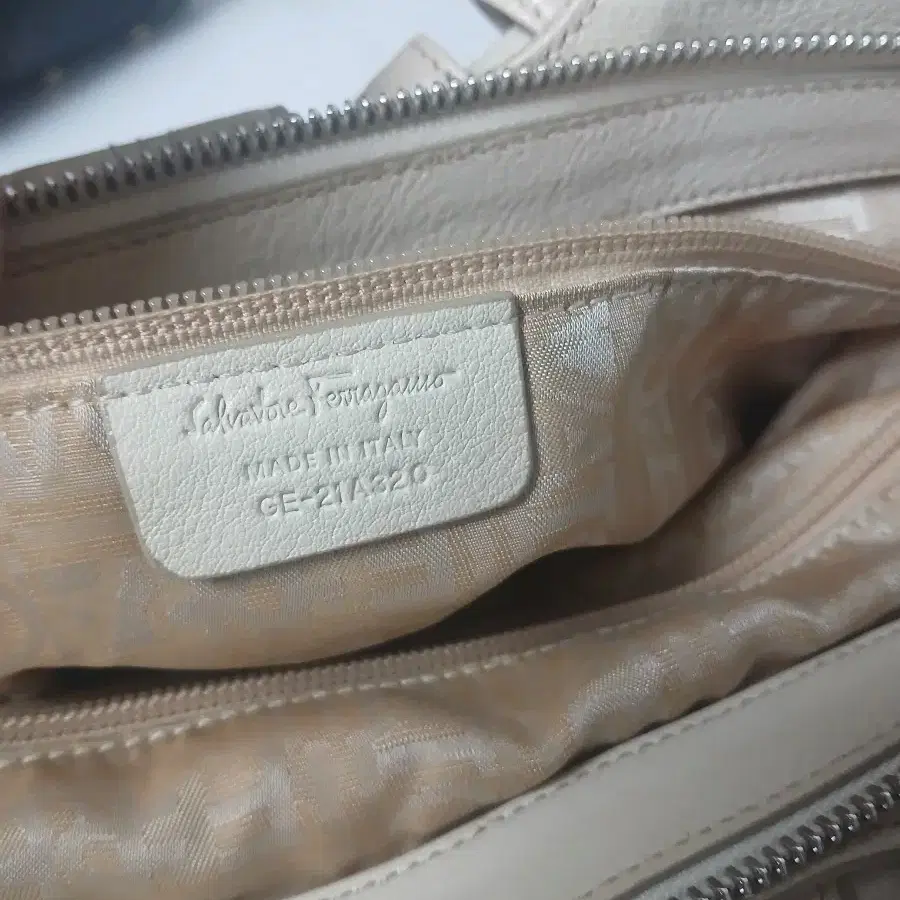 Salvatore Ferragamo
MADE IN ITALY
GE-21A320